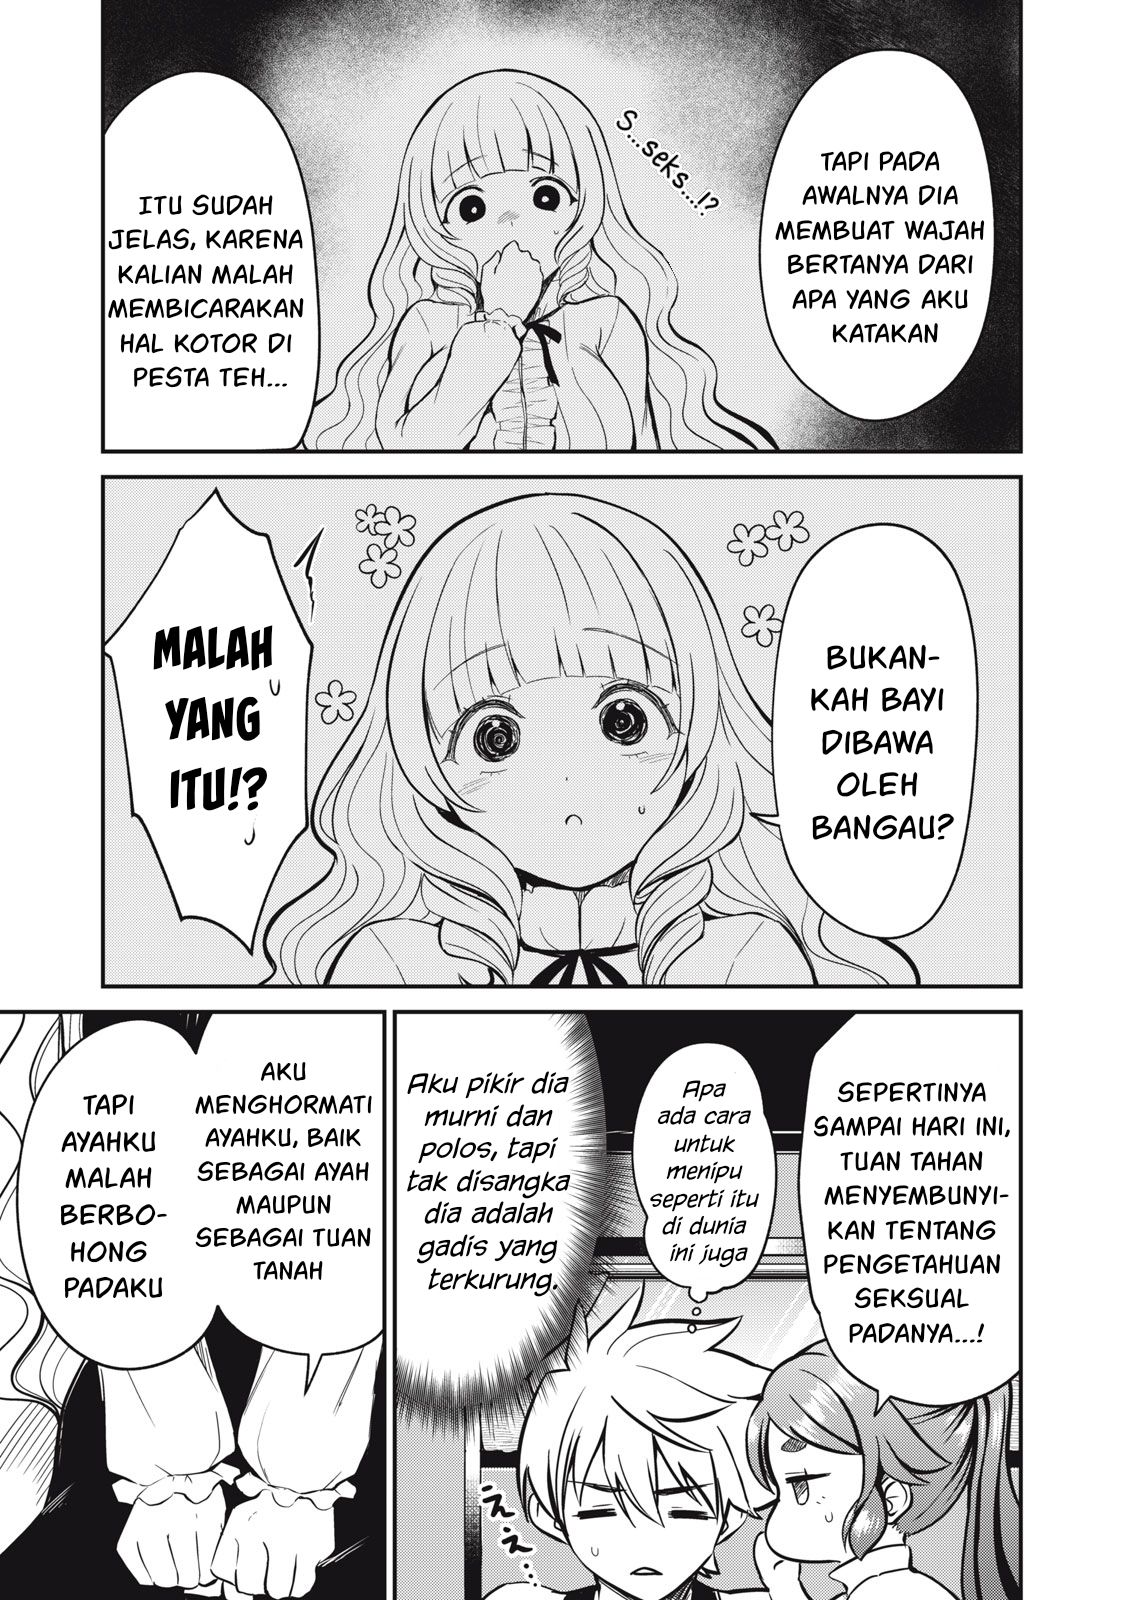 TAPI PADA
AWALNYA DIA
MEMBUAT WAJAH
BERTANYA DARI
APA YANG AKU
KATAKAN
S...seks...!?
ITU SUDAH
JELAS, KARENA
KALIAN MALAH
MEMBICARAKAN
HAL KOTOR DI
PESTA TEH...
BUKAN-
KAH BAYI
DIBAWA
OLEH
BANGAU?
MALAH
YANG
ITU!?
SEPERTINYA
SAMPAI HARI INI,
TUAN TAHAN
MENYEMBUNYI-
KAN TENTANG
PENGETAHUAN
SEKSUAL
PADANYA...!
Apa
ada cara
untuk
menipu
seperti itu
di dunia
ini juga
Aku pikir dia
murni dan
polos, tapi
tak disangka
dia adalah
gadis yang
terkurung.
ええ…
AKU
MENGHORMATI
AYAHKU, BAIK
SEBAGAI AYAH
MAUPUN
SEBAGAI TUAN
TANAH
TAPI
AYAHKU
MALAH
BERBO-
HONG
PADAKU